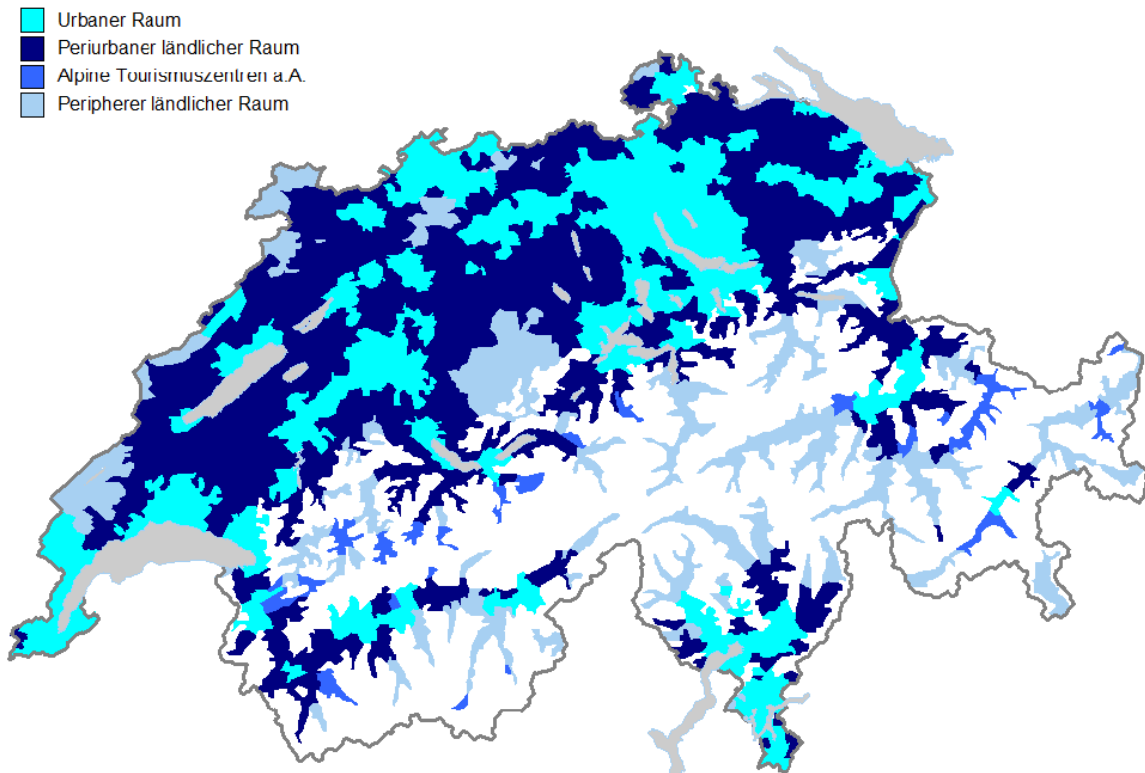 Urbaner Raum
Periurbaner ländlicher Raum
Alpine Tourismuszentren a.A.
Peripherer ländlicher Raum